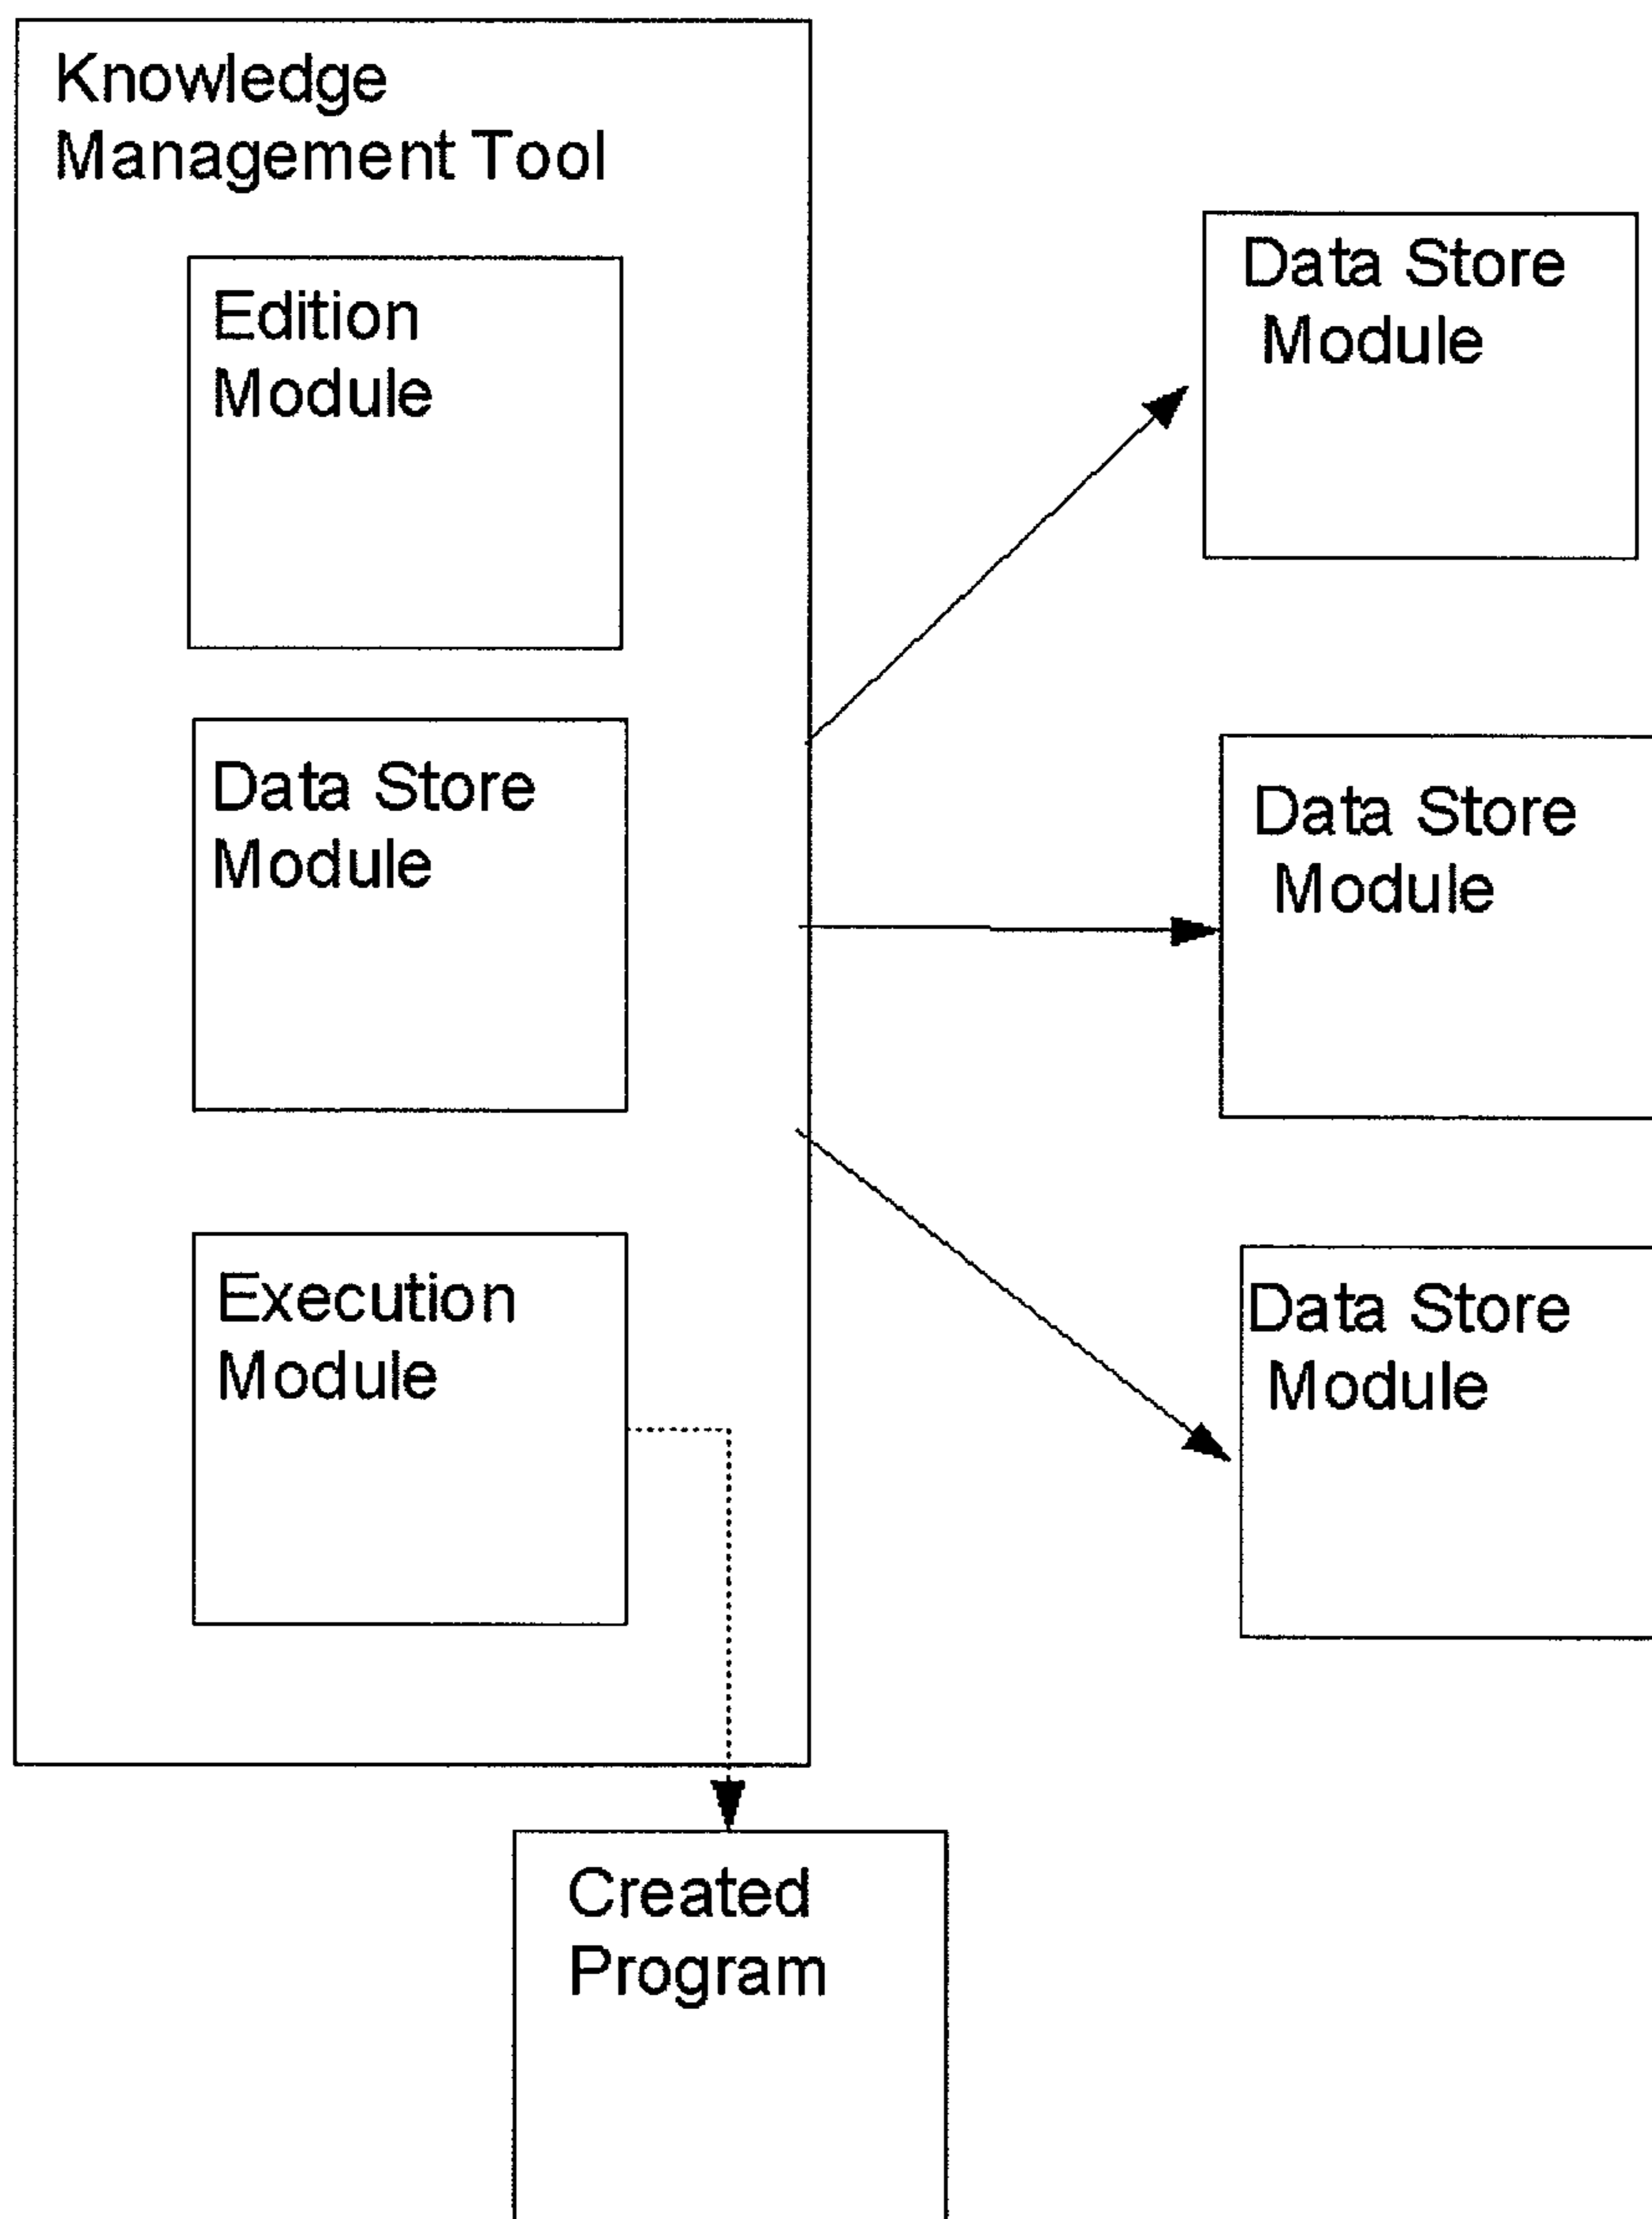 Knowledge
Management Tool
Edition
Module
Data Store
Module
Execution
Module
Data Store
Module
Data Store
Module
Data Store
Module
Created
Program